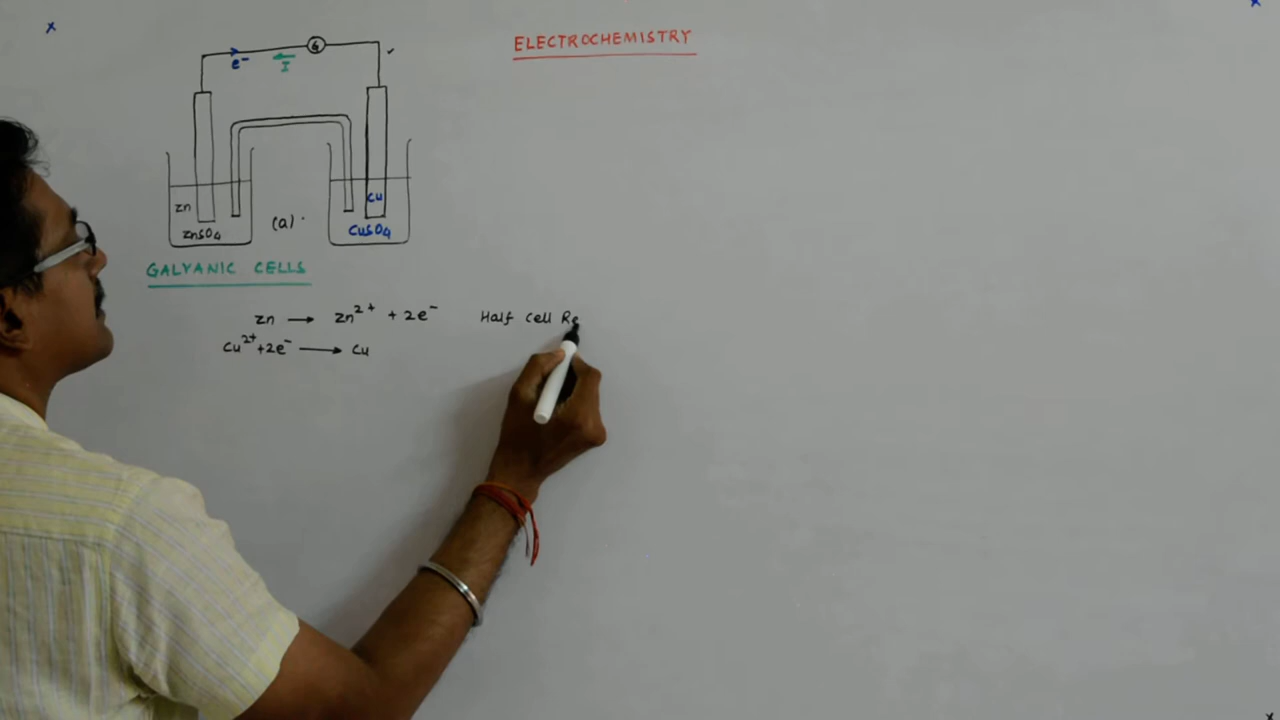 ELECTROCHEMISTRY
G
e⁻ I
Zn Cu
ZnSO4 (a) CuSO4
GALVANIC CELLS
Zn → Zn²⁺ + 2e⁻ Half Cell Re
Cu²⁺+2e⁻ → Cu